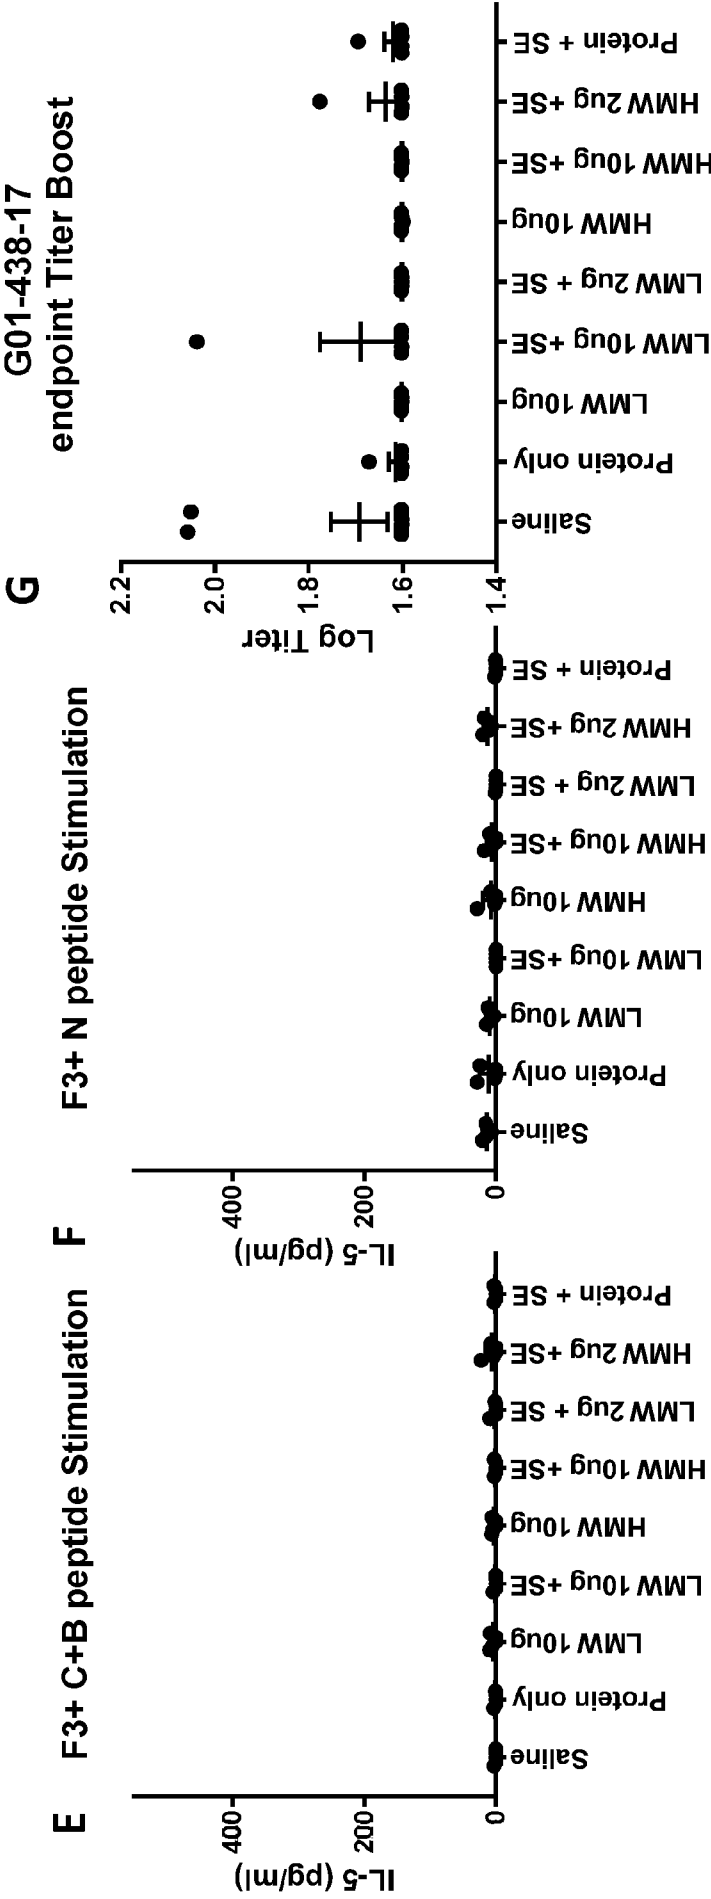 E
F3+ C+B peptide Stimulation
IL-5 (pg/ml)
400
200
0
Saline
Protein only
LMW 10ug
LMW 10ug +SE
HMW 10ug
HMW 10ug +SE
LMW 2ug + SE
HMW 2ug +SE
Protein + SE
F
F3+ N peptide Stimulation
IL-5 (pg/ml)
400
200
0
Saline
Protein only
LMW 10ug
LMW 10ug +SE
HMW 10ug
HMW 10ug +SE
LMW 2ug + SE
HMW 2ug +SE
Protein + SE
G
G01-438-17
endpoint Titer Boost
Log Titer
2.2
2.0
1.8
1.6
1.4
Saline
Protein only
LMW 10ug
LMW 10ug +SE
LMW 2ug + SE
HMW 10ug
HMW 10ug +SE
HMW 2ug +SE
Protein + SE